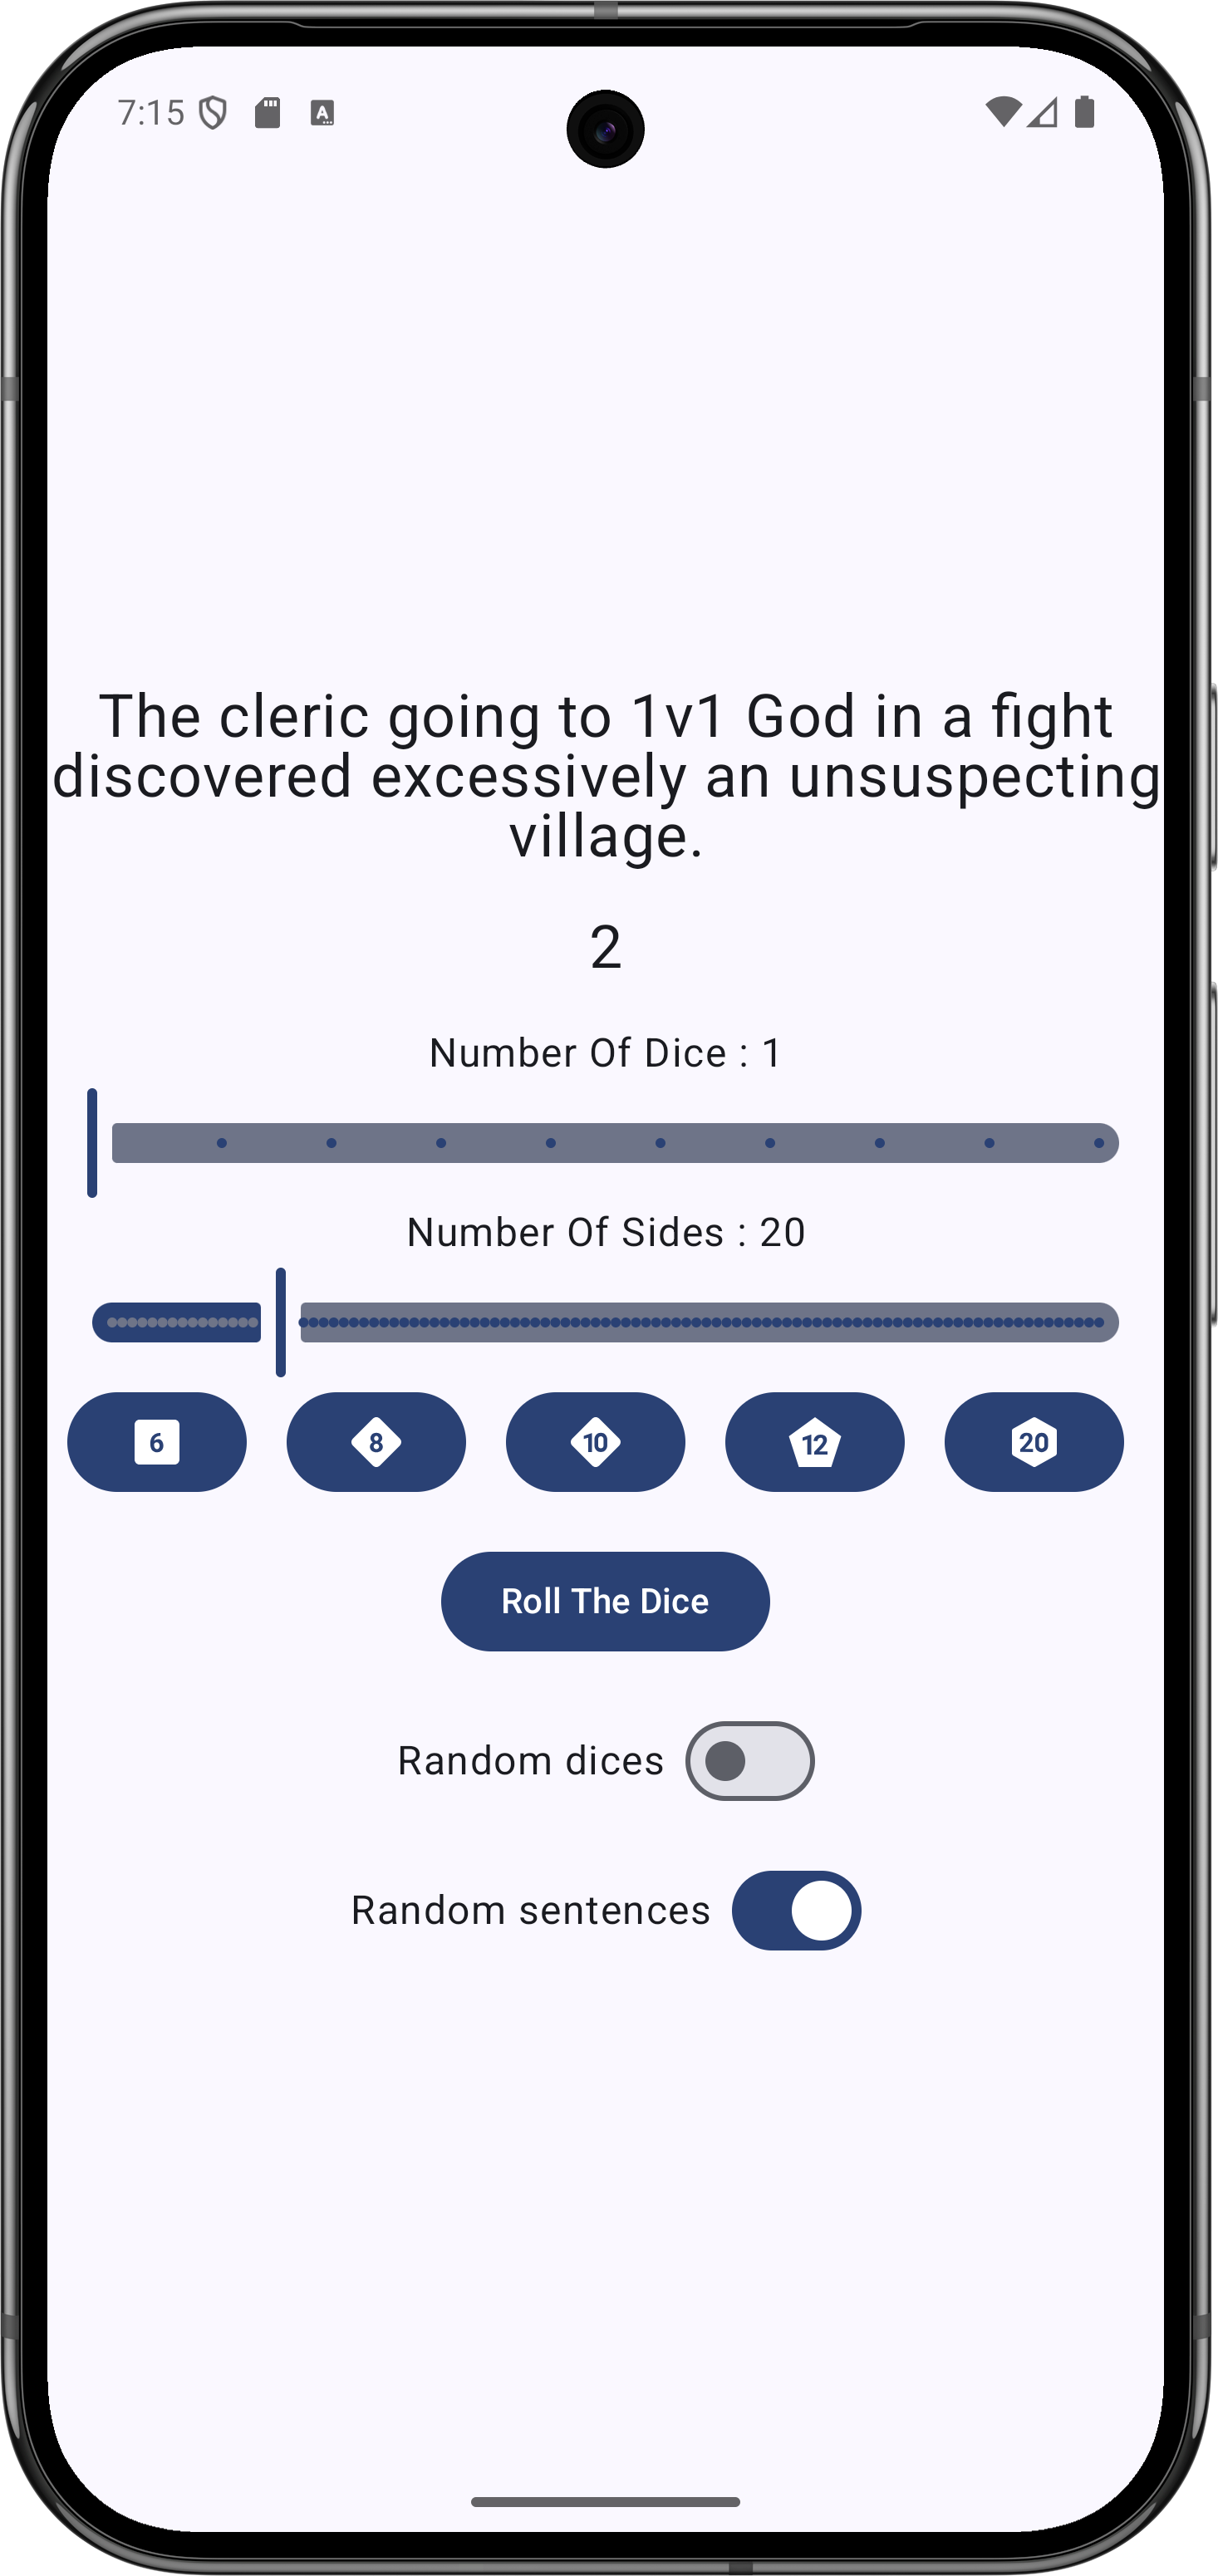 7:15
The cleric going to 1v1 God in a fight
discovered excessively an unsuspecting
village.
2
Number Of Dice : 1
Number Of Sides : 20
6 8 10 12 20
Roll The Dice
Random dices
Random sentences